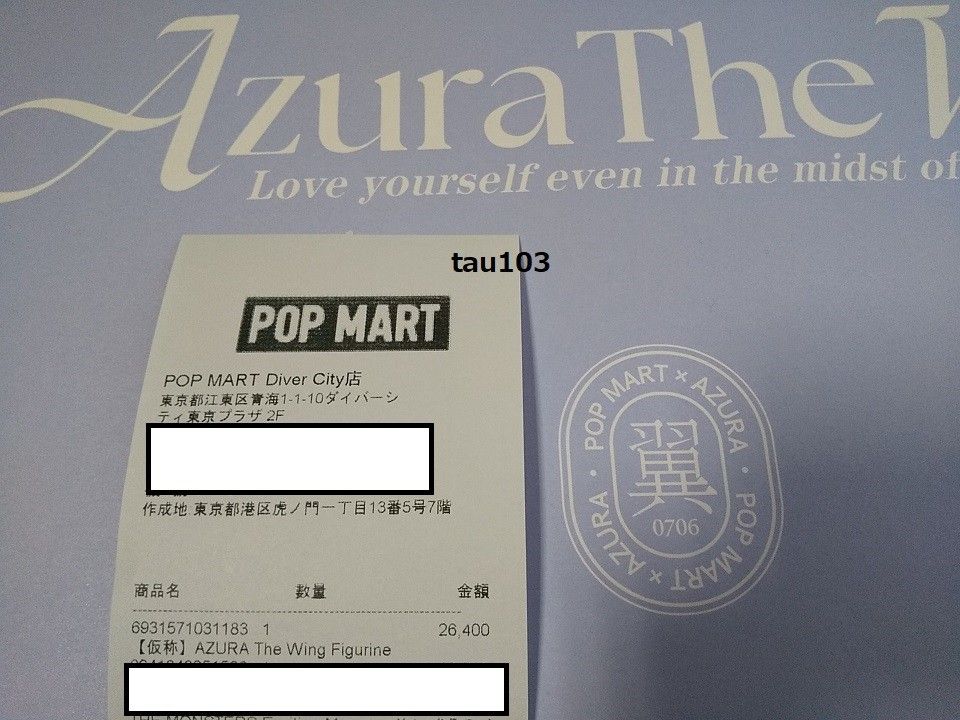 Azura The
Love yourself even in the midst of
tau103
POP MART
POP MART Diver City店
東京都江東区青海1-1-10ダイバーシ
ティ東京プラザ 2F
作成地 東京都港区虎ノ門一丁目13番5号7階
商品名 数量 金額
6931571031183 1 26,400
【仮称】AZURA The Wing Figurine
THE MONSTERS
POP MART × AZURA · POP MART × AZURA ·
翼
0706